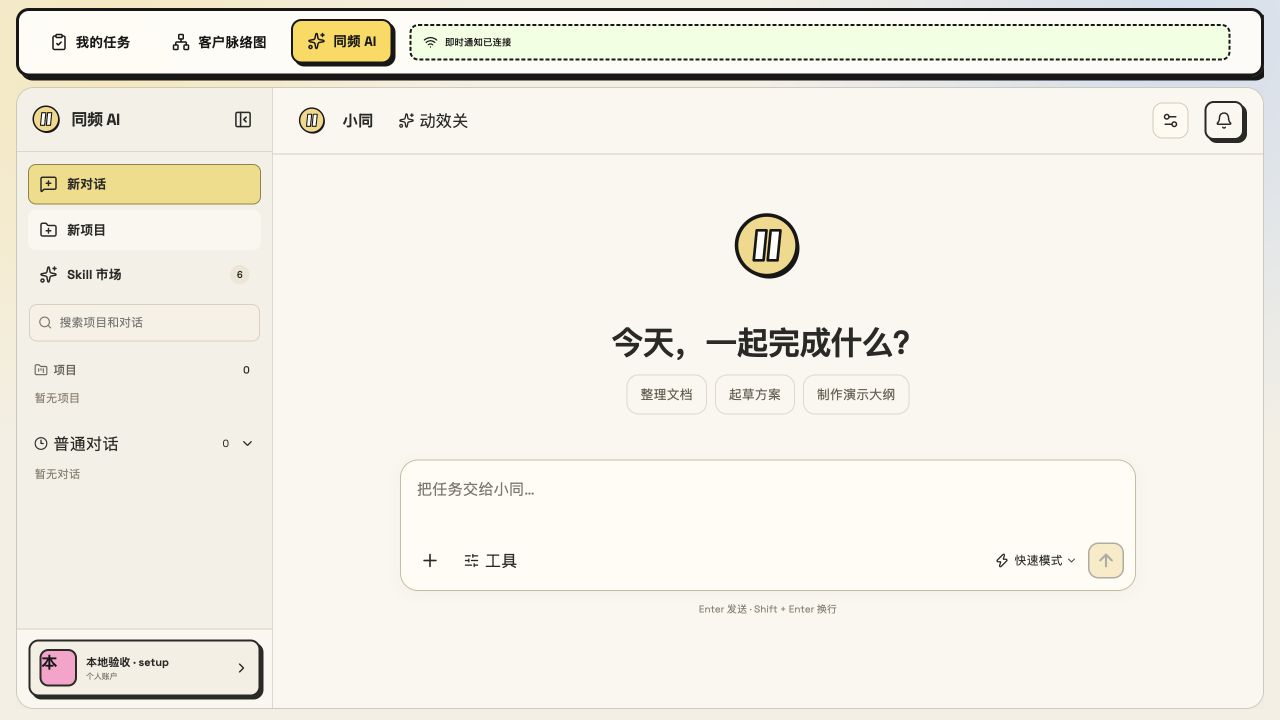 我的任务
客户脉络图
同频 AI
即时通知已连接
同频 AI
小同
动效关
新对话
新项目
Skill 市场
6
搜索项目和对话
项目
0
暂无项目
普通对话
0
暂无对话
今天，一起完成什么?
整理文档
起草方案
制作演示大纲
把任务交给小同...
工具
快速模式
Enter 发送 · Shift + Enter 换行
本
本地验收 · setup
个人账户